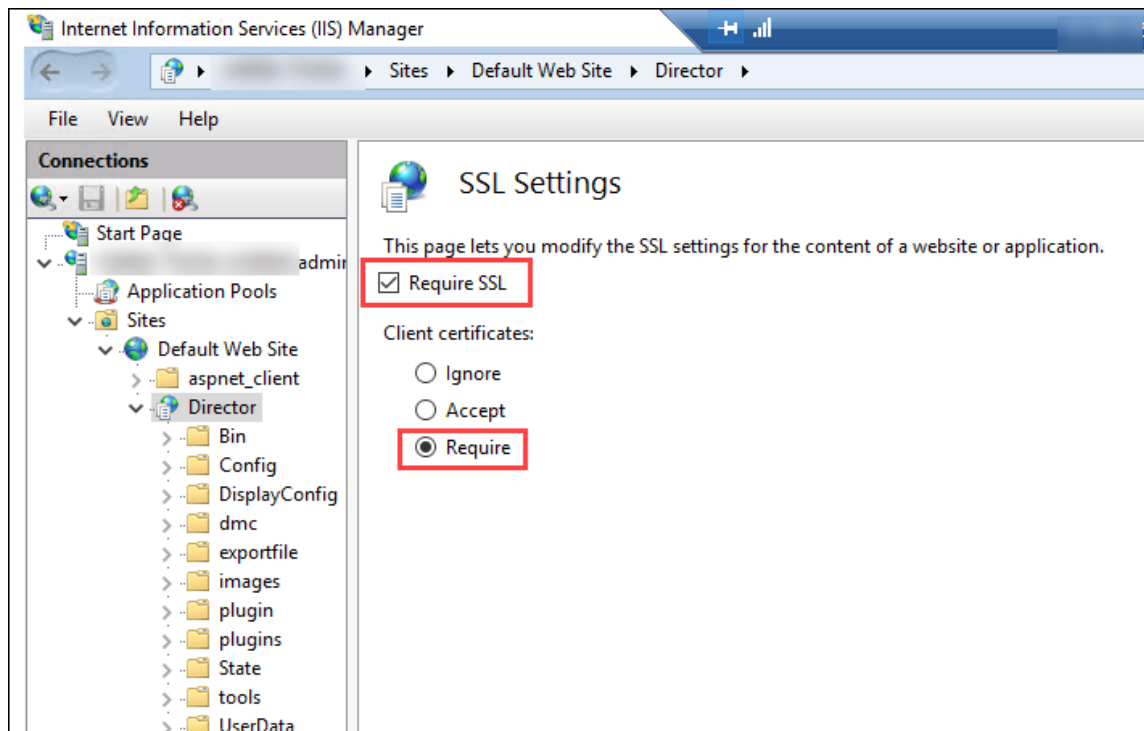 Internet Information Services (IIS) Manager
Sites Default Web Site Director
File View Help
Connections
Start Page
admin
Application Pools
Sites
Default Web Site
aspnet_client
Director
Bin
Config
DisplayConfig
dmc
exportfile
images
plugin
plugins
State
tools
UserData
SSL Settings
This page lets you modify the SSL settings for the content of a website or application.
Require SSL
Client certificates:
Ignore
Accept
Require